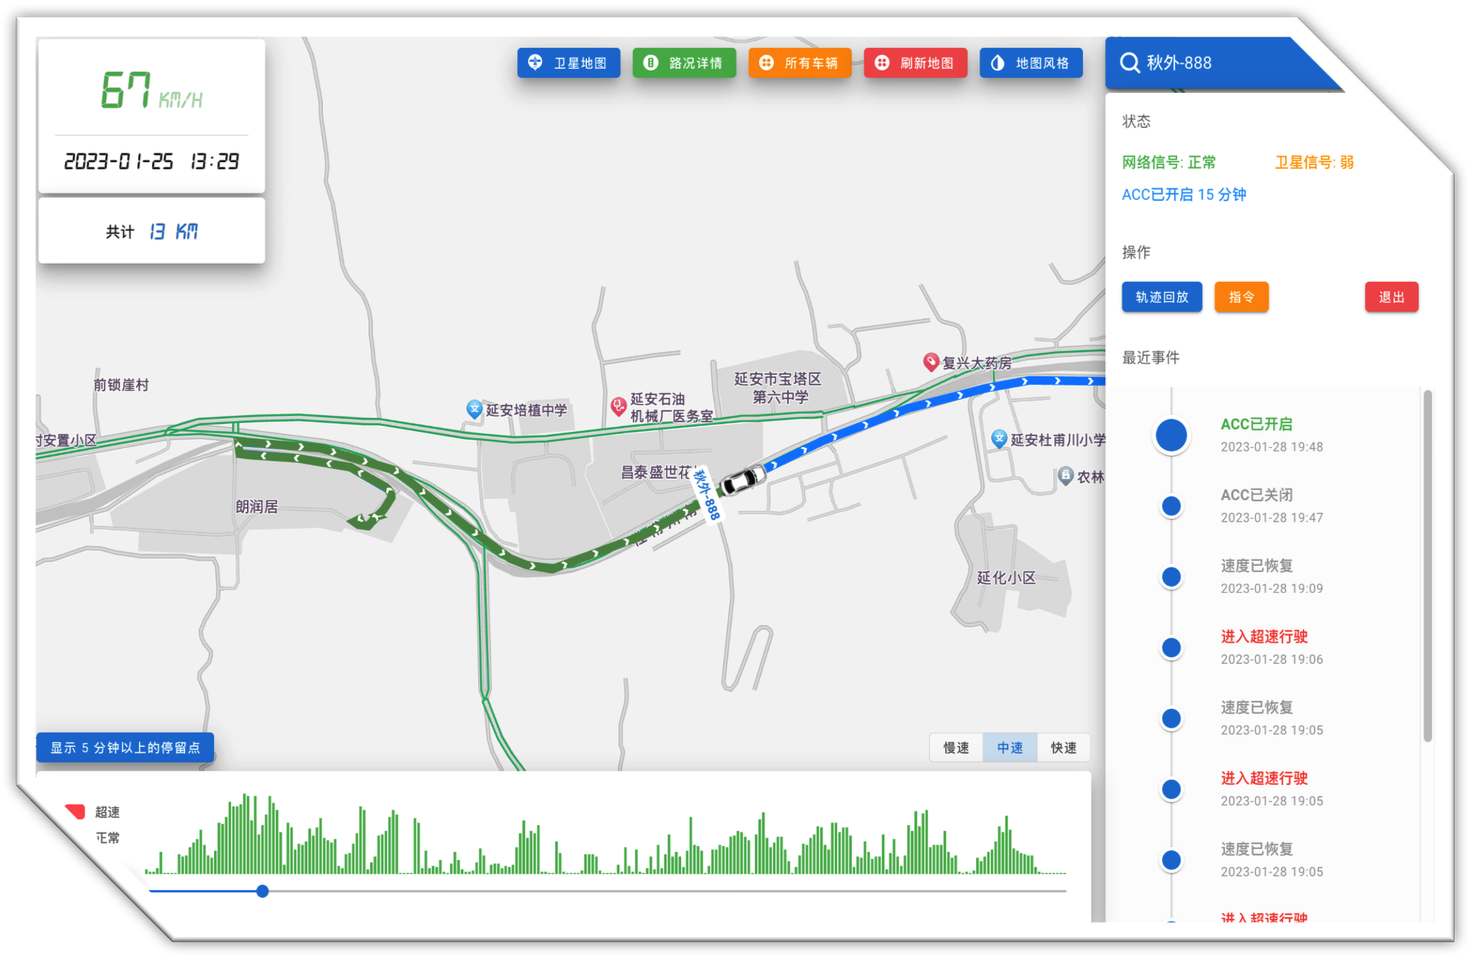 67 KM/H
2023-01-25 13:29
共计 13 KM
卫星地图
路况详情
所有车辆
刷新地图
地图风格
秋外-888
状态
网络信号: 正常
卫星信号: 弱
ACC已开启 15 分钟
操作
轨迹回放
指令
退出
最近事件
ACC已开启
2023-01-28 19:48
ACC已关闭
2023-01-28 19:47
速度已恢复
2023-01-28 19:09
进入超速行驶
2023-01-28 19:06
速度已恢复
2023-01-28 19:05
进入超速行驶
2023-01-28 19:05
速度已恢复
2023-01-28 19:05
进入超速行驶
前锁崖村
村安置小区
朗润居
延安培植中学
延安石油
机械厂医务室
延安市宝塔区
第六中学
复兴大药房
延安杜甫川小学
农林
昌泰盛世花
秋外-888
延化小区
显示 5 分钟以上的停留点
慢速
中速
快速
超速
正常